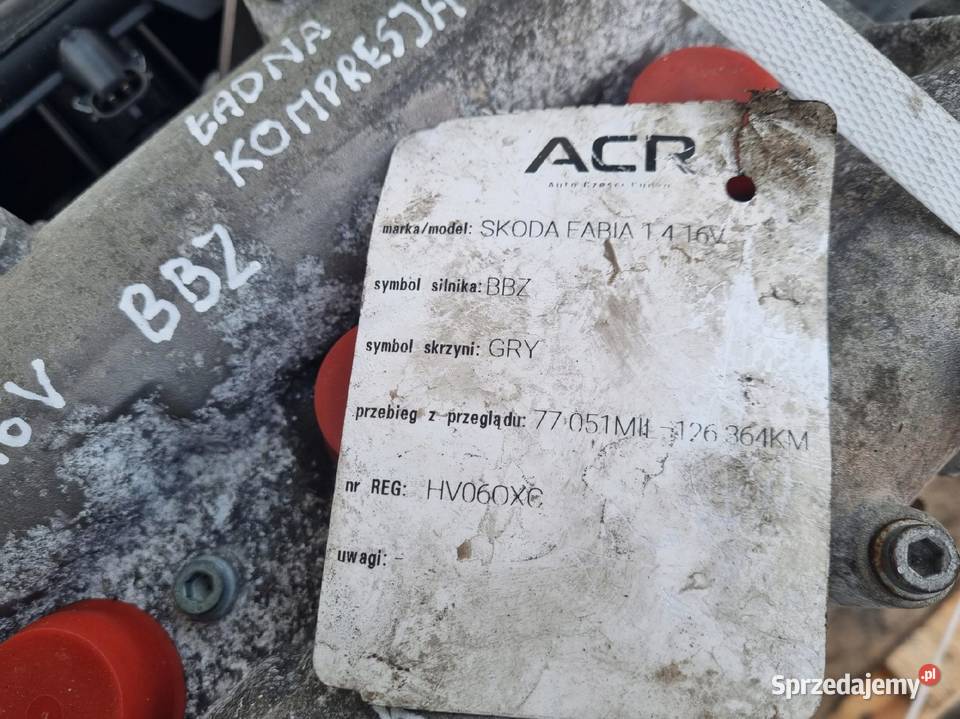 ŁADNA
KOMPRESJA
BBZ
ACR
marka/model: SKODA FABIA 1.4 16V
symbol silnika: BBZ
symbol skrzyni: GRY
przebieg z przeglądu: 77 051MIL-126 364KM
nr REG: HV06OXC
uwagi: -
Sprzedajemy.pl